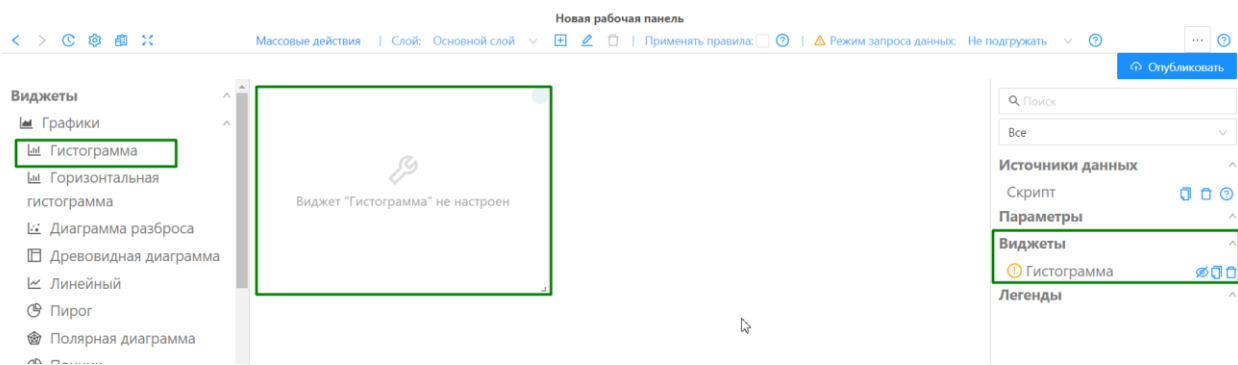 Новая рабочая панель
Массовые действия | Слой: Основной слой | Применять правила: | Режим запроса данных: Не подгружать
Опубликовать
Виджеты
Графики
Гистограмма
Горизонтальная
гистограмма
Диаграмма разброса
Древовидная диаграмма
Линейный
Пирог
Полярная диаграмма
Виджет "Гистограмма" не настроен
Поиск
Все
Источники данных
Скрипт
Параметры
Виджеты
Гистограмма
Легенды